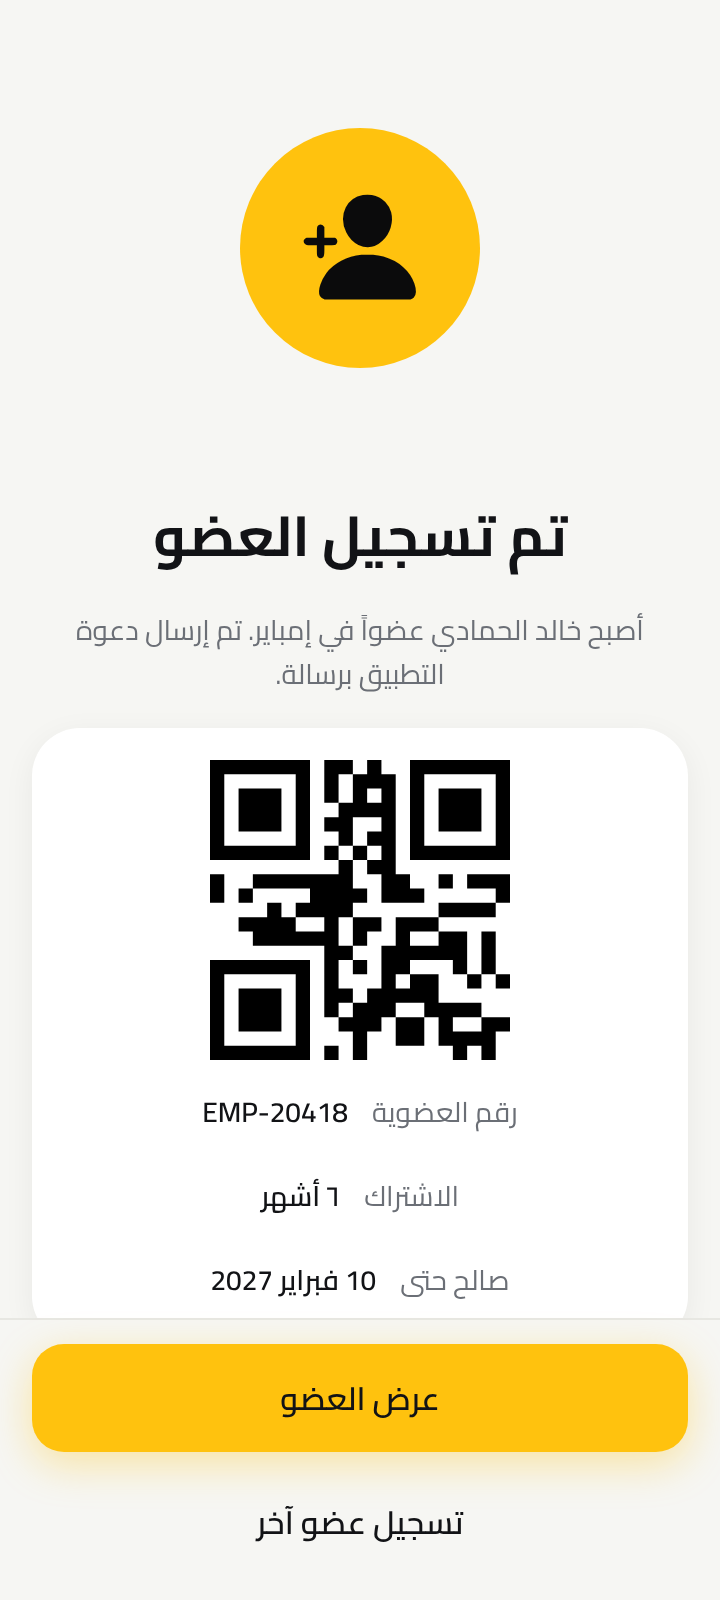 تم تسجيل العضو
أصبح خالد الحمادي عضواً في إمباير. تم إرسال دعوة
التطبيق برسالة.
رقم العضوية EMP-20418
الاشتراك ٦ أشهر
صالح حتى 10 فبراير 2027
عرض العضو
تسجيل عضو آخر